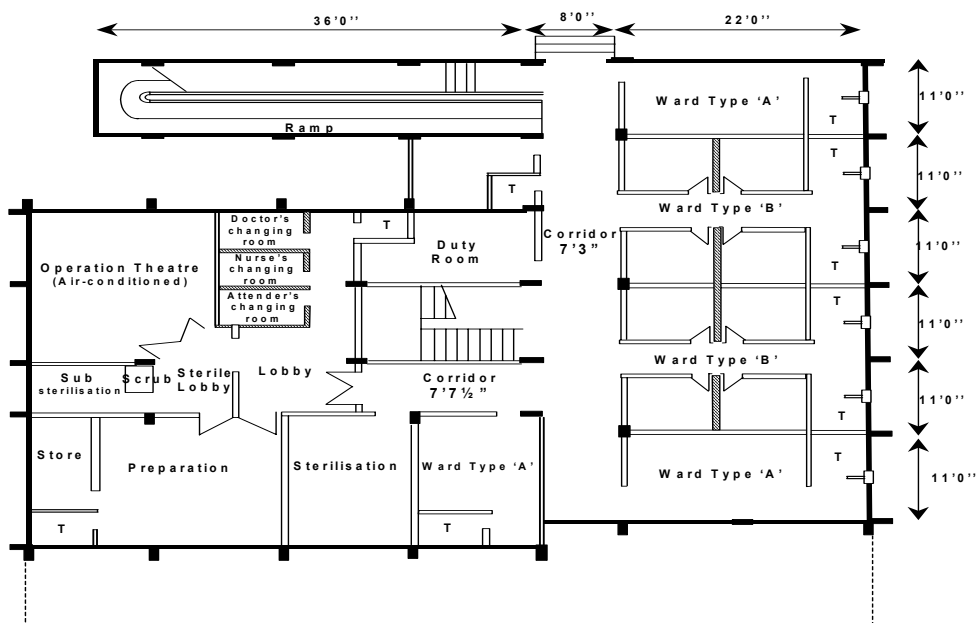 36'0''
8'0''
22'0''
Ward Type 'A'
11'0''
T
Ramp
T
11'0''
T
Ward Type 'B'
Doctor's
changing
room
T
Corridor
7'3"
Duty
Room
11'0''
Operation Theatre
(Air-conditioned)
Nurse's
changing
room
T
Attender's
changing
room
T
11'0''
Ward Type 'B'
Sub
sterilisation
Scrub
Sterile
Lobby
Lobby
Corridor
7'7½"
11'0''
T
Store
Preparation
Sterilisation
Ward Type 'A'
Ward Type 'A'
T
11'0''
T
T